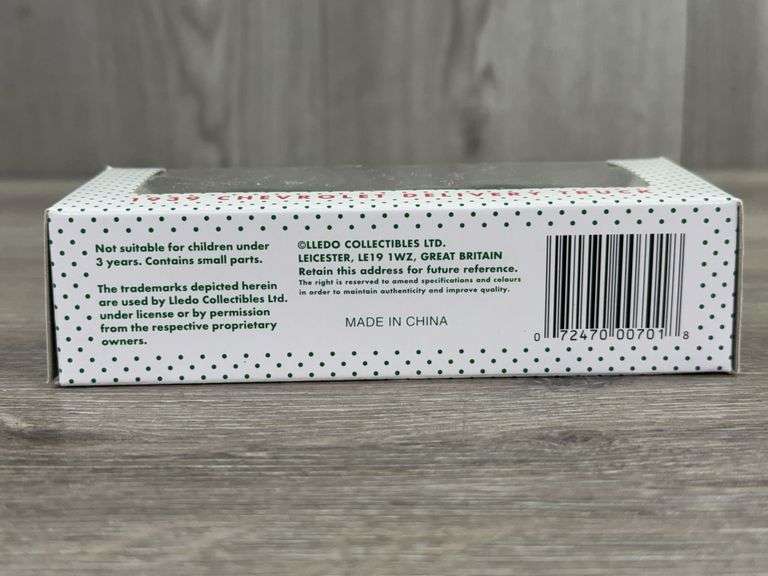 1939 CHEVROLET DELIVERY TRUCK
Not suitable for children under
3 years. Contains small parts.
The trademarks depicted herein
are used by Lledo Collectibles Ltd.
under license or by permission
from the respective proprietary
owners.
©LLEDO COLLECTIBLES LTD.
LEICESTER, LE19 1WZ, GREAT BRITAIN
Retain this address for future reference.
The right is reserved to amend specifications and colours
in order to maintain authenticity and improve quality.
MADE IN CHINA
0 72470 00701 8